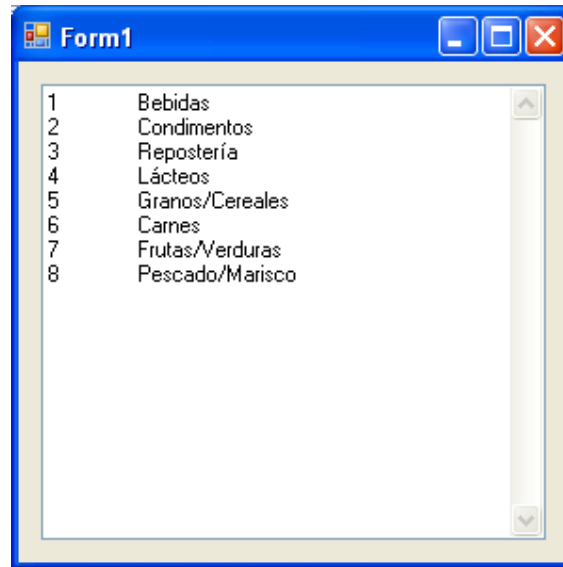 Form1
1 Bebidas
2 Condimentos
3 Repostería
4 Lácteos
5 Granos/Cereales
6 Carnes
7 Frutas/Verduras
8 Pescado/Marisco